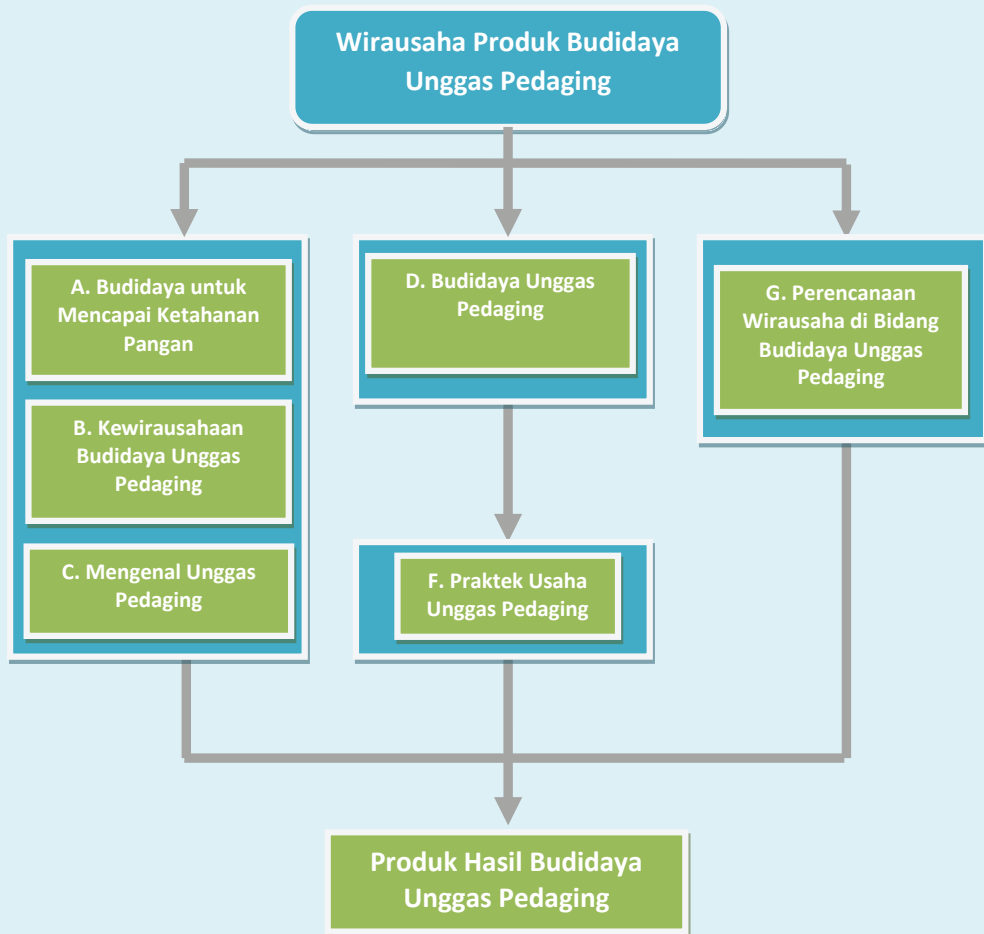 Wirausaha Produk Budidaya
Unggas Pedaging
A. Budidaya untuk
Mencapai Ketahanan
Pangan
B. Kewirausahaan
Budidaya Unggas
Pedaging
C. Mengenal Unggas
Pedaging
D. Budidaya Unggas
Pedaging
F. Praktek Usaha
Unggas Pedaging
G. Perencanaan
Wirausaha di Bidang
Budidaya Unggas
Pedaging
Produk Hasil Budidaya
Unggas Pedaging